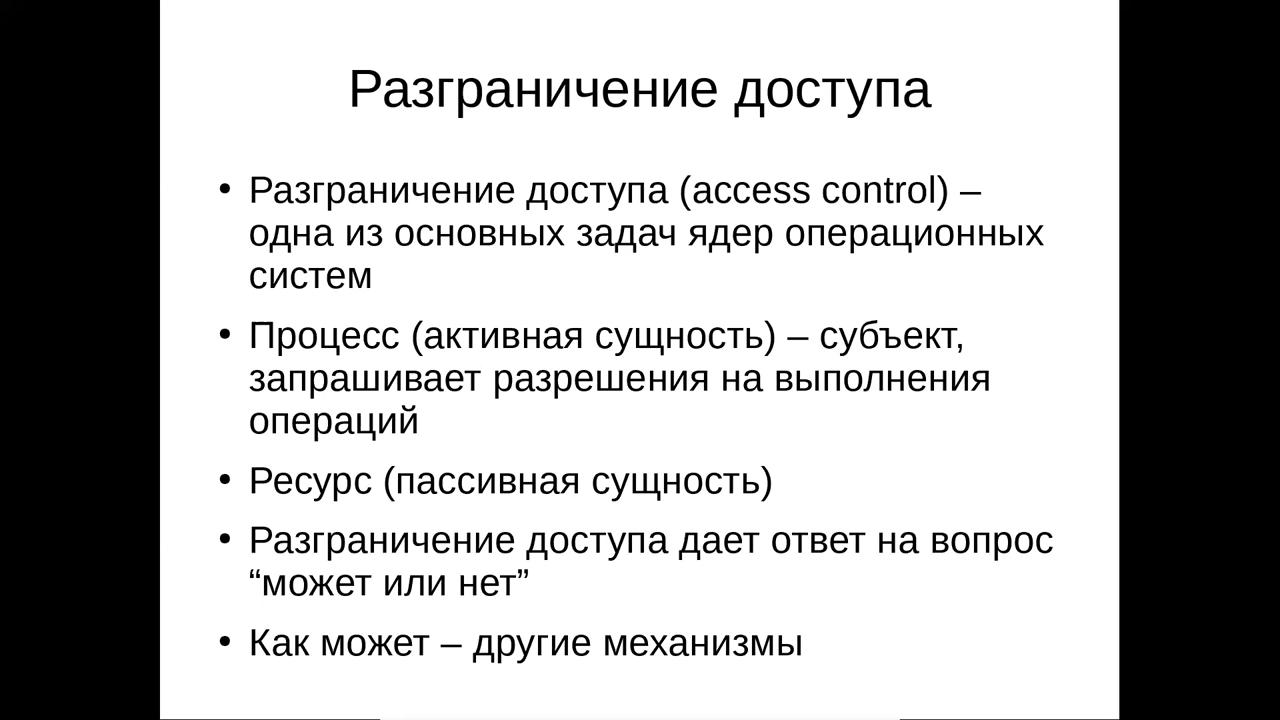 Разграничение доступа
• Разграничение доступа (access control) –
одна из основных задач ядер операционных
систем
• Процесс (активная сущность) – субъект,
запрашивает разрешения на выполнения
операций
• Ресурс (пассивная сущность)
• Разграничение доступа дает ответ на вопрос
“может или нет”
• Как может – другие механизмы